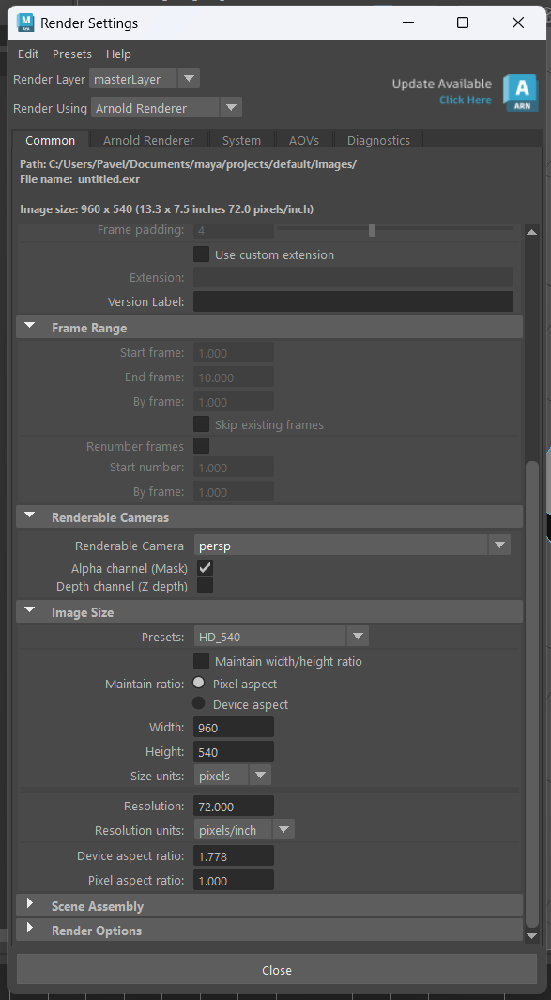 M
AYA
Render Settings
Edit Presets Help
Render Layer masterLayer
Update Available
Click Here
A
ARN
Render Using Arnold Renderer
Common Arnold Renderer System AOVs Diagnostics
Path: C:/Users/Pavel/Documents/maya/projects/default/images/
File name: untitled.exr
Image size: 960 x 540 (13.3 x 7.5 inches 72.0 pixels/inch)
Frame padding: 4
Use custom extension
Extension:
Version Label:
Frame Range
Start frame: 1.000
End frame: 10.000
By frame: 1.000
Skip existing frames
Renumber frames
Start number: 1.000
By frame: 1.000
Renderable Cameras
Renderable Camera persp
Alpha channel (Mask)
Depth channel (Z depth)
Image Size
Presets: HD_540
Maintain width/height ratio
Maintain ratio: Pixel aspect
Device aspect
Width: 960
Height: 540
Size units: pixels
Resolution: 72.000
Resolution units: pixels/inch
Device aspect ratio: 1.778
Pixel aspect ratio: 1.000
Scene Assembly
Render Options
Close